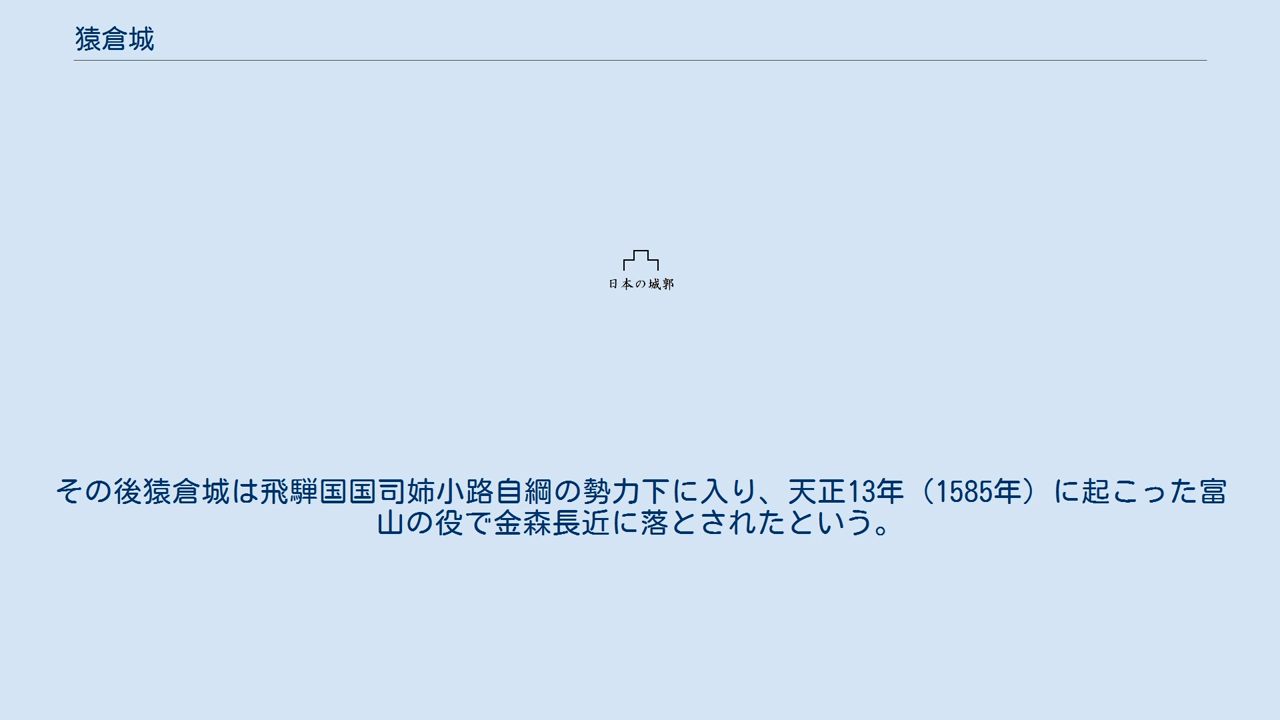 猿倉城
日本の城郭
その後猿倉城は飛騨国国司姉小路自綱の勢力下に入り、天正13年（1585年）に起こった富
山の役で金森長近に落とされたという。